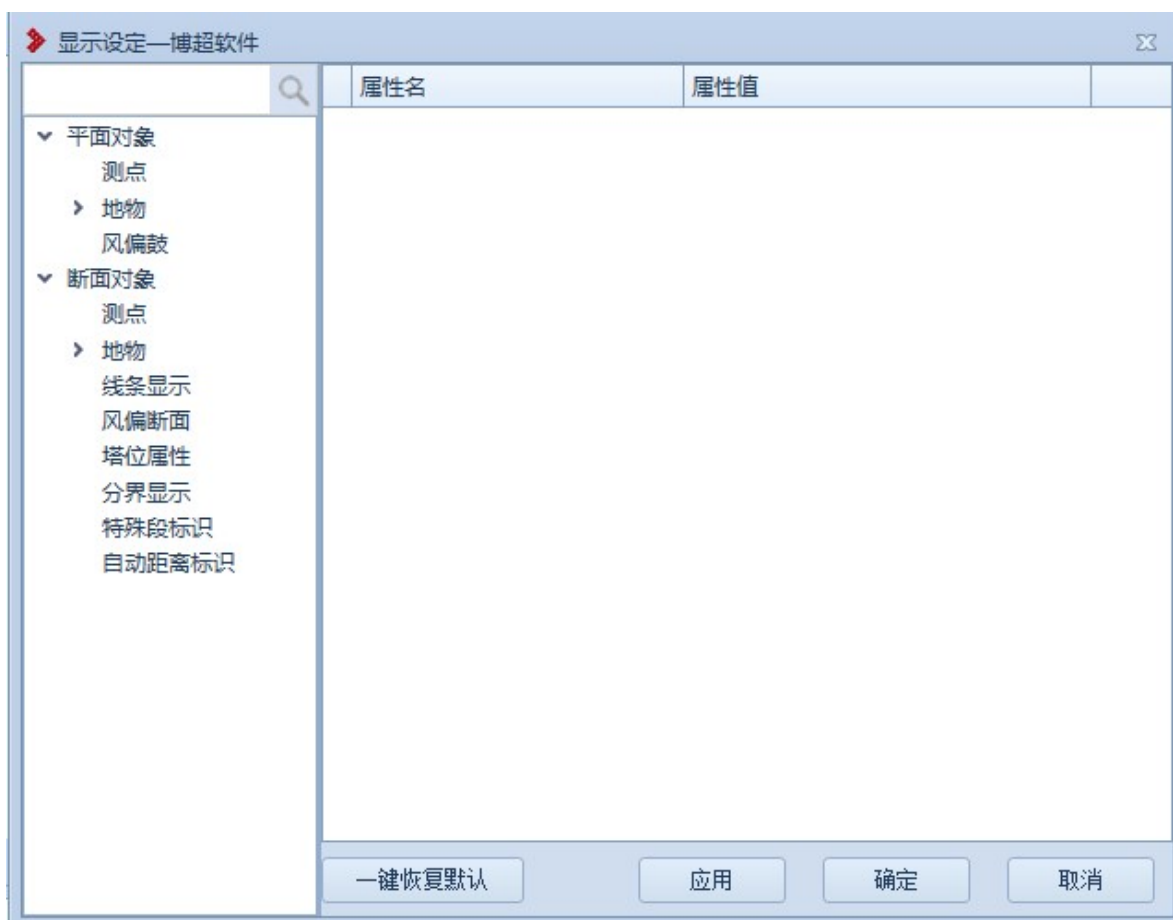 显示设定—博超软件
属性名 属性值
平面对象
测点
地物
风偏鼓
断面对象
测点
地物
线条显示
风偏断面
塔位属性
分界显示
特殊段标识
自动距离标识
一键恢复默认 应用 确定 取消